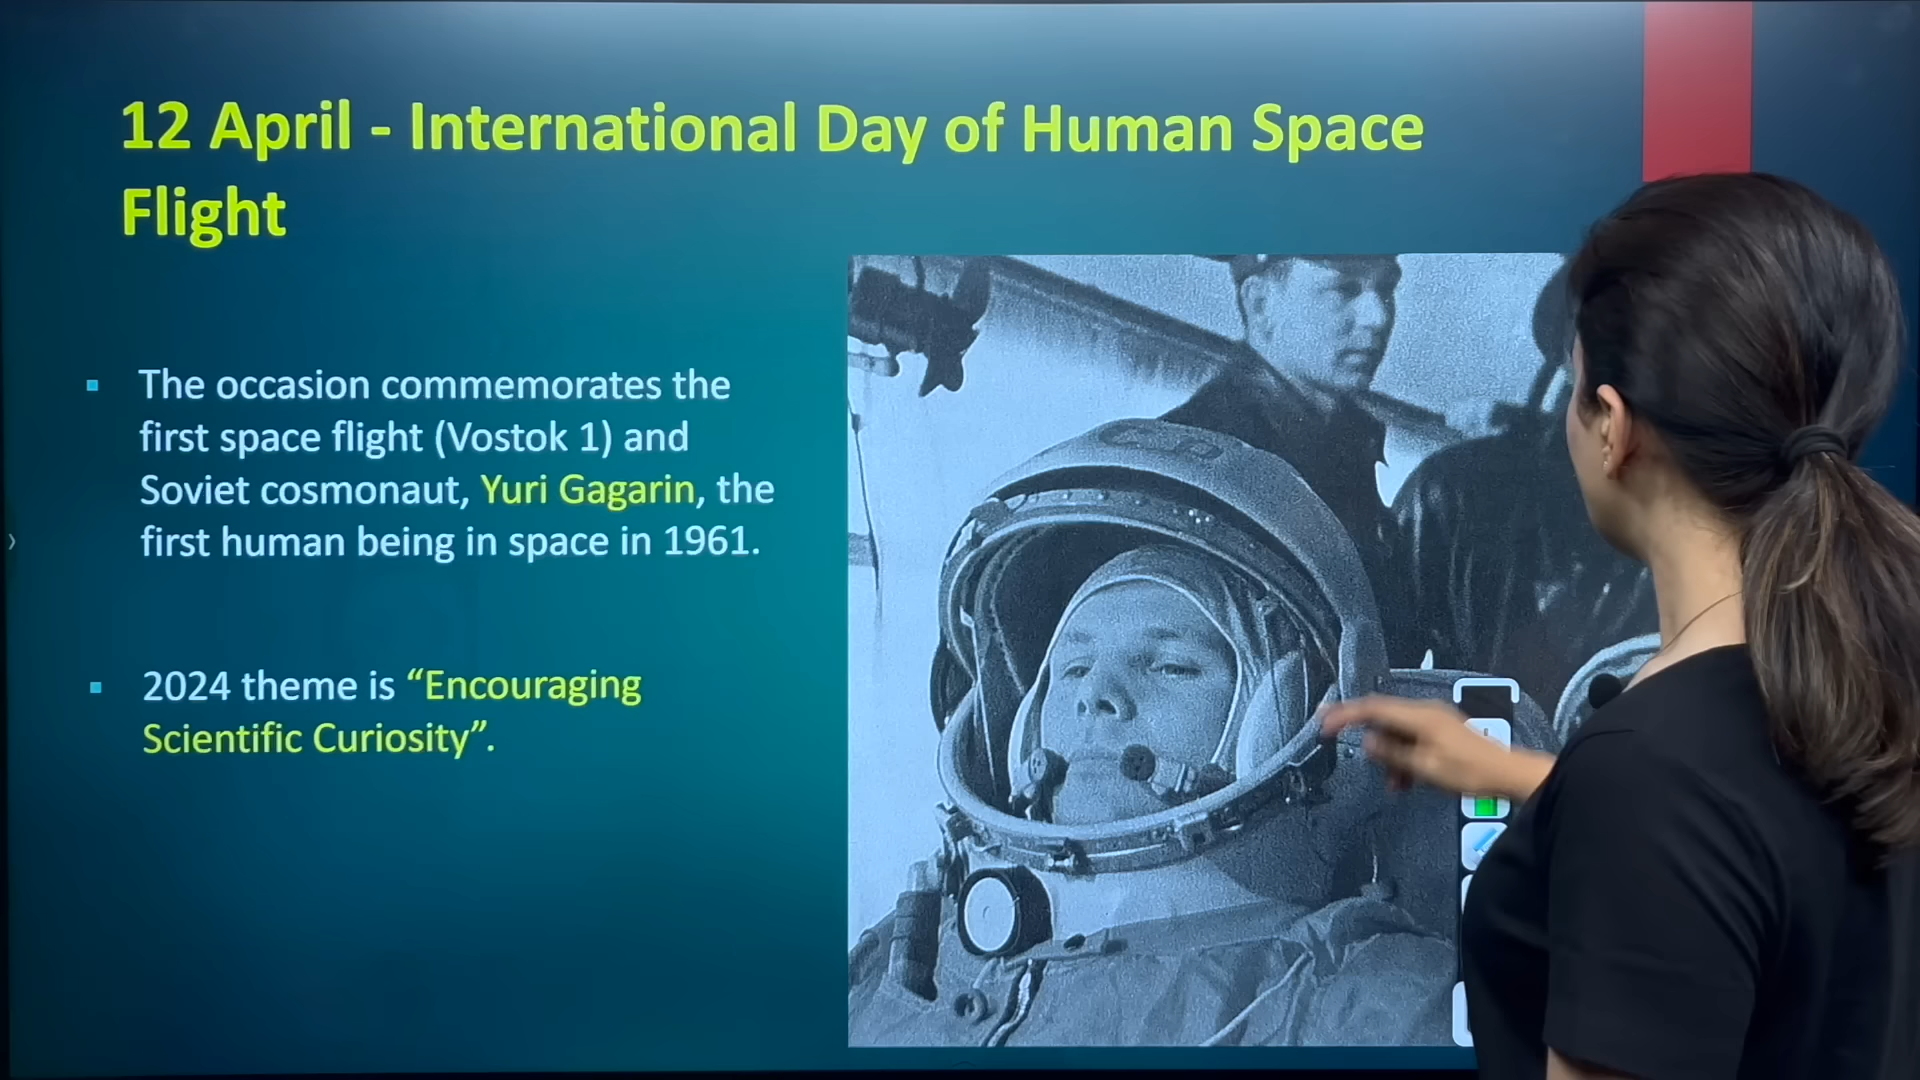 12 April - International Day of Human Space
Flight
The occasion commemorates the
first space flight (Vostok 1) and
Soviet cosmonaut, Yuri Gagarin, the
first human being in space in 1961.
2024 theme is “Encouraging
Scientific Curiosity”.